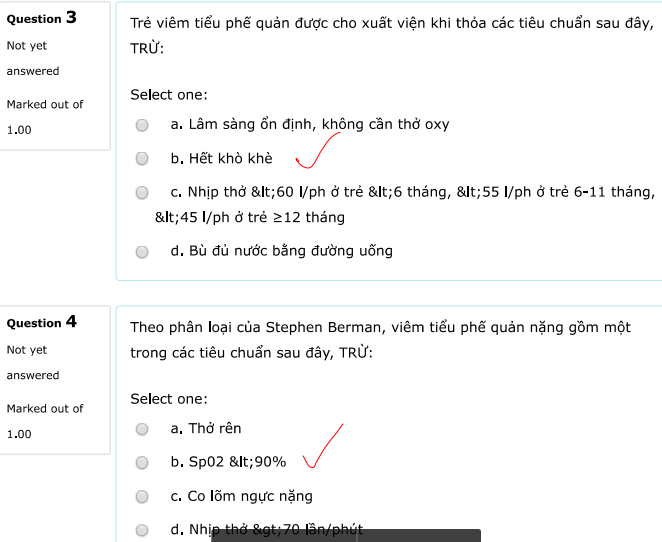 Question 3
Not yet
answered
Marked out of
1.00
Trẻ viêm tiểu phế quản được cho xuất viện khi thỏa các tiêu chuẩn sau đây,
TRỪ:
Select one:
a. Lâm sàng ổn định, không cần thở oxy
b. Hết khò khè
c. Nhịp thở &lt;60 l/ph ở trẻ &lt;6 tháng, &lt;55 l/ph ở trẻ 6-11 tháng,
&lt;45 l/ph ở trẻ ≥12 tháng
d. Bù đủ nước bằng đường uống
Question 4
Not yet
answered
Marked out of
1.00
Theo phân loại của Stephen Berman, viêm tiểu phế quản nặng gồm một
trong các tiêu chuẩn sau đây, TRỪ:
Select one:
a. Thở rên
b. Sp02 &lt;90%
c. Co lõm ngực nặng
d. Nhịp thở &gt;70 lần/phút